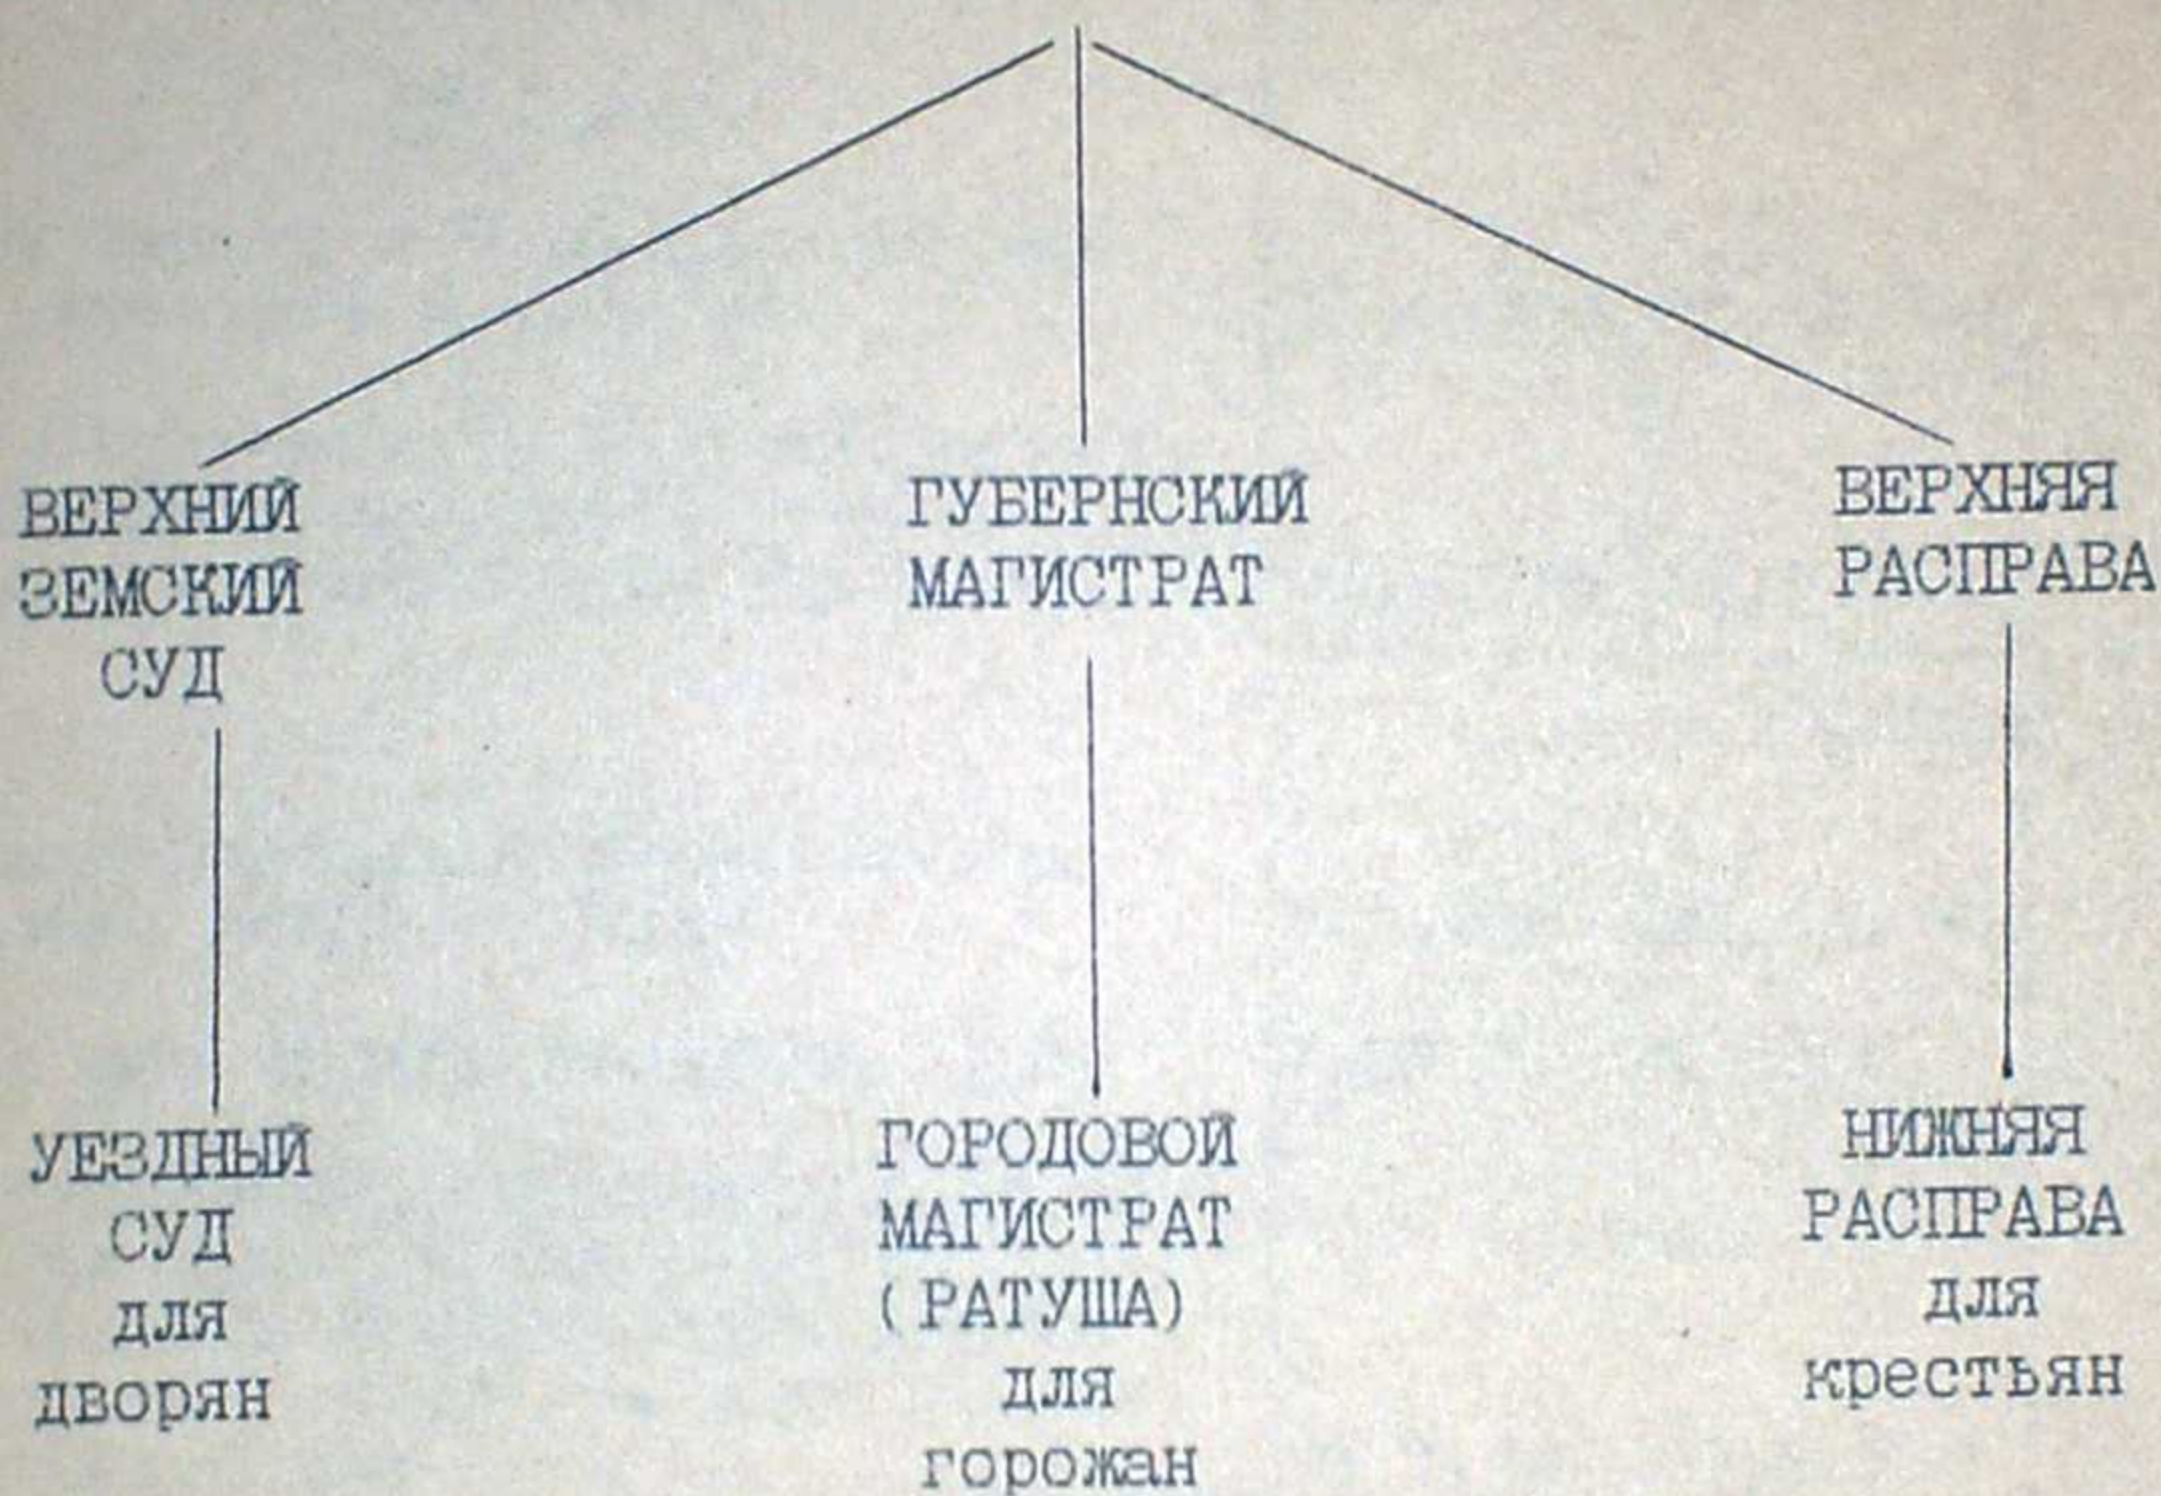 ВЕРХНИЙ
ЗЕМСКИЙ
СУД
ГУБЕРНСКИЙ
МАГИСТРАТ
ВЕРХНЯЯ
РАСПРАВА
УЕЗДНЫЙ
СУД
для
дворян
ГОРОДОВОЙ
МАГИСТРАТ
(РАТУША)
для
горожан
НИЖНЯЯ
РАСПРАВА
для
крестьян